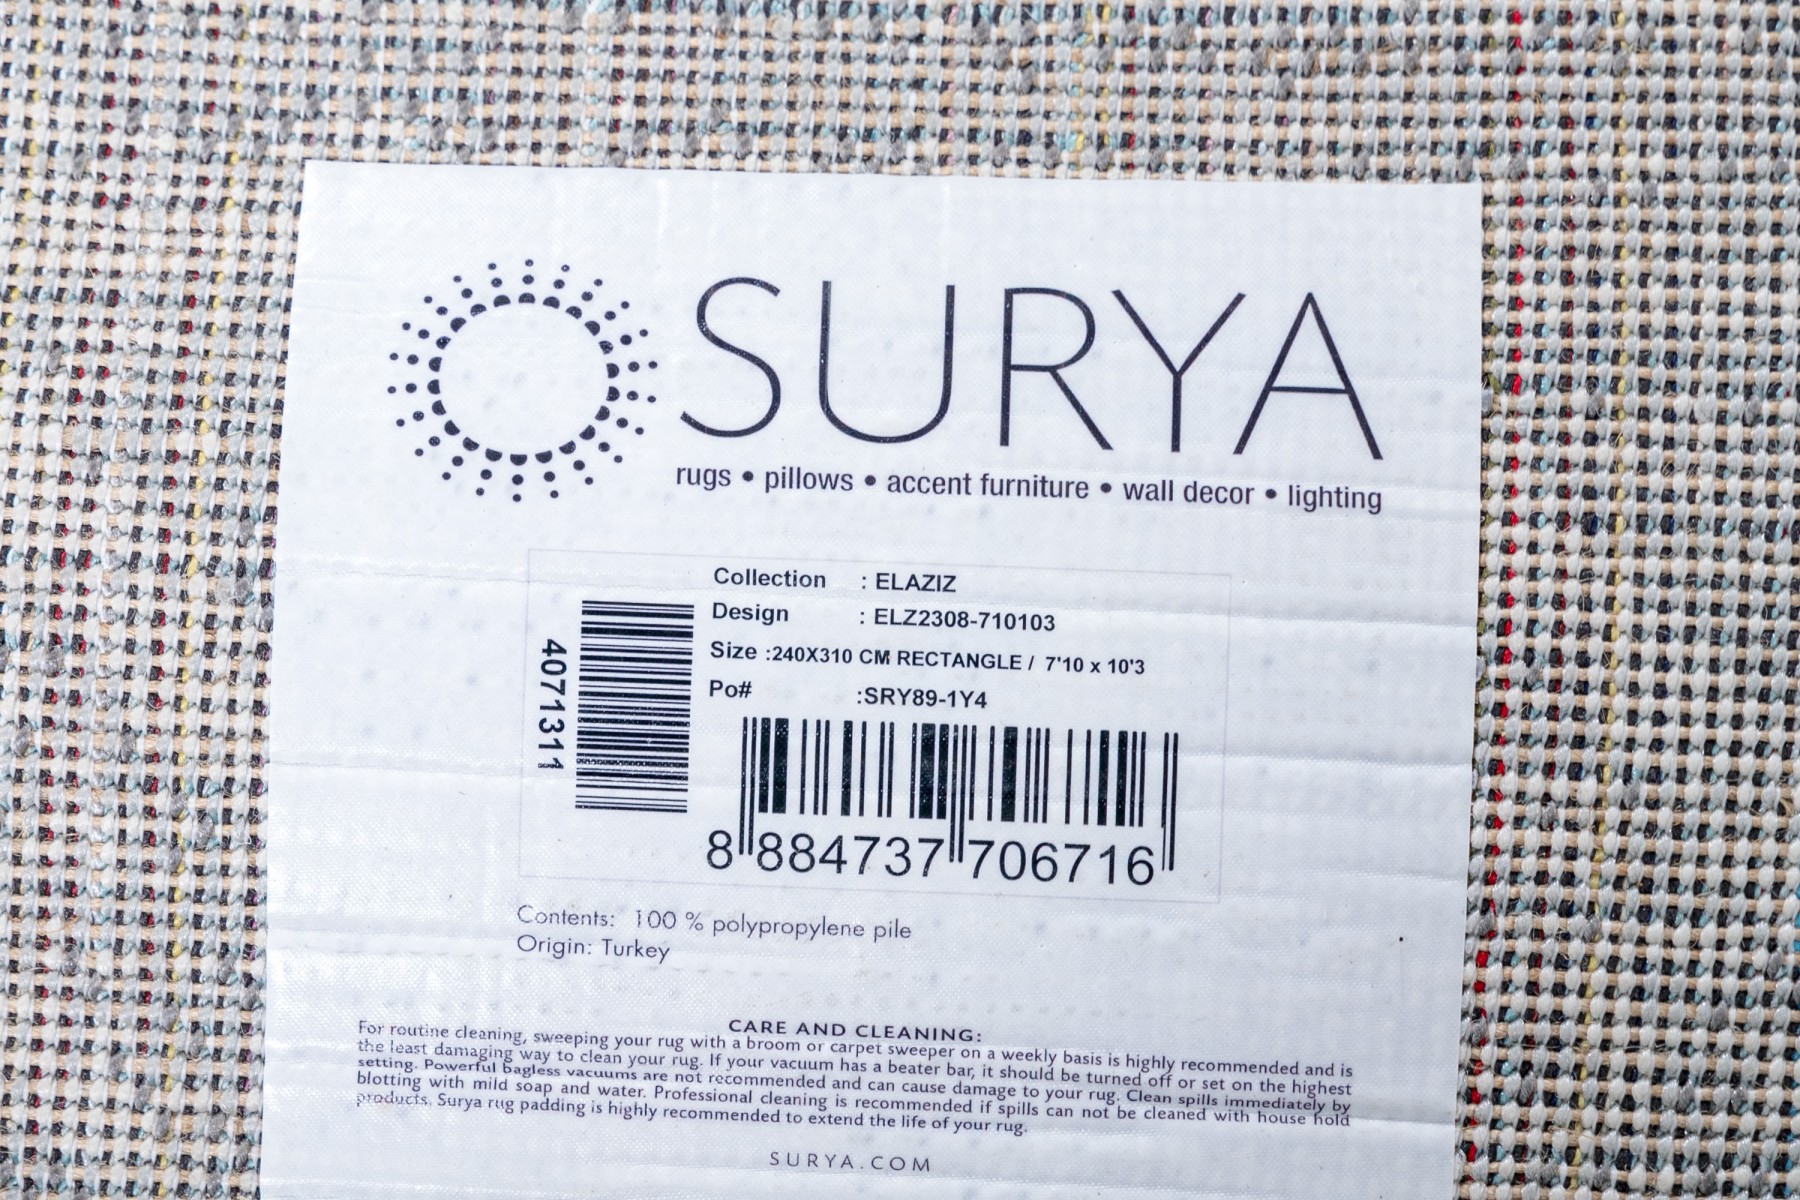 SURYA
rugs • pillows • accent furniture • wall decor • lighting
Collection : ELAZIZ
Design : ELZ2308-710103
Size :240X310 CM RECTANGLE / 7'10 x 10'3
Po# :SRY89-1Y4
4071311
8 884737 706716
Contents: 100 % polypropylene pile
Origin: Turkey
CARE AND CLEANING:
For routine cleaning, sweeping your rug with a broom or carpet sweeper on a weekly basis is highly recommended and is
the least damaging way to clean your rug. If your vacuum has a beater bar, it should be turned off or set on the highest
setting. Powerful bagless vacuums are not recommended and can cause damage to your rug. Clean spills immediately by
blotting with mild soap and water. Professional cleaning is recommended if spills can not be cleaned with house hold
products. Surya rug padding is highly recommended to extend the life of your rug.
SURYA.COM